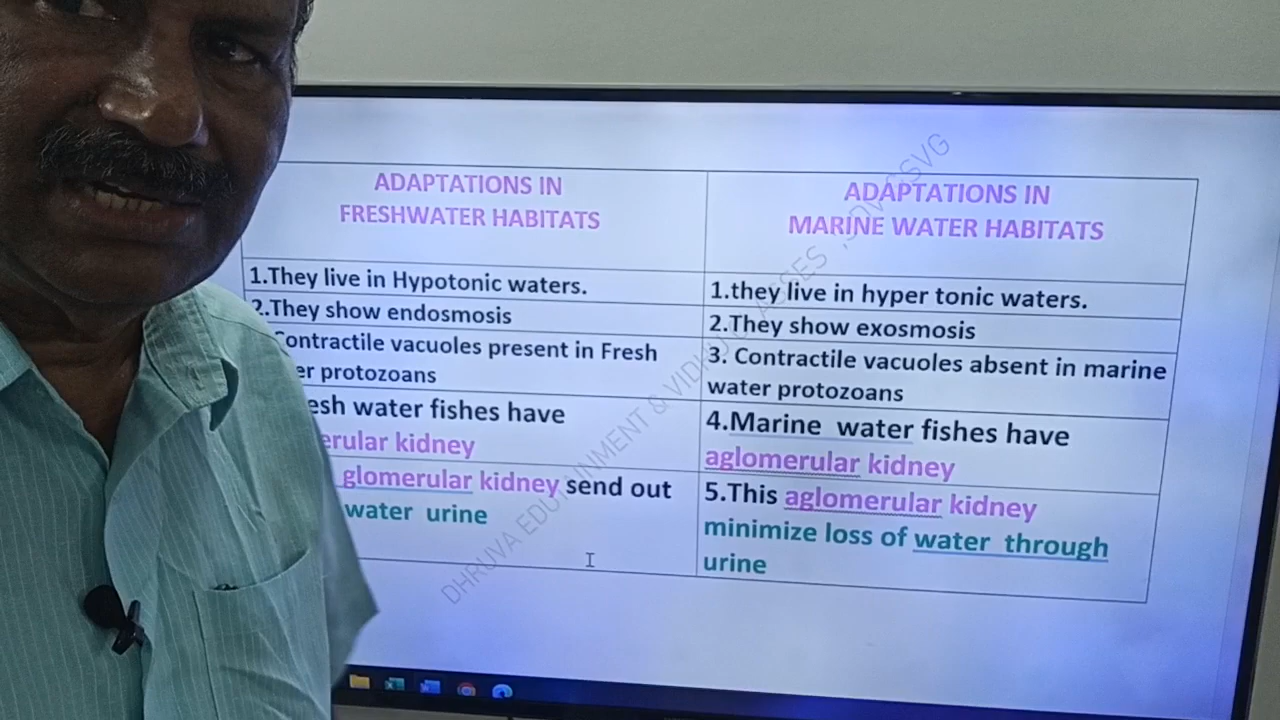 ADAPTATIONS IN
FRESHWATER HABITATS
1.They live in Hypotonic waters.
2.They show endosmosis
Contractile vacuoles present in Fresh
protozoans
water fishes have
kidney
glomerular kidney send out
water urine
ADAPTATIONS IN
MARINE WATER HABITATS
1.they live in hyper tonic waters.
2.They show exosmosis
3. Contractile vacuoles absent in marine
water protozoans
4.Marine water fishes have
aglomerular kidney
5.This aglomerular kidney
minimize loss of water through
urine